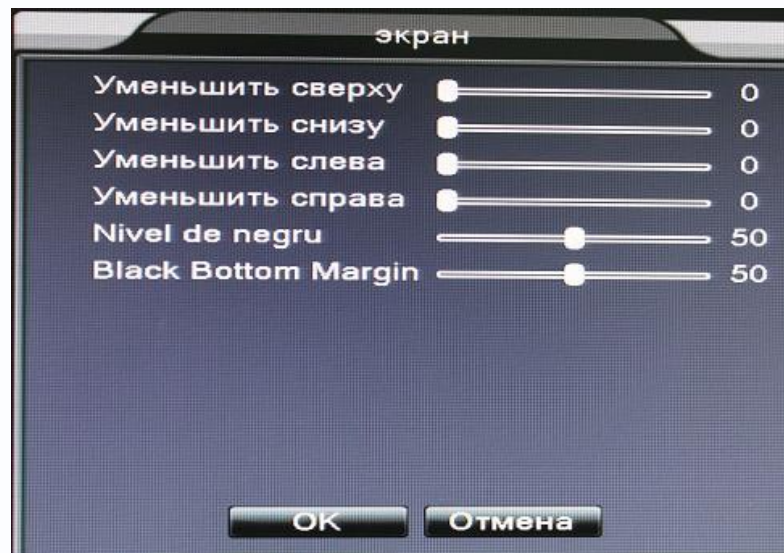 экран
Уменьшить сверху 0
Уменьшить снизу 0
Уменьшить слева 0
Уменьшить справа 0
Nivel de negru 50
Black Bottom Margin 50
OK Отмена